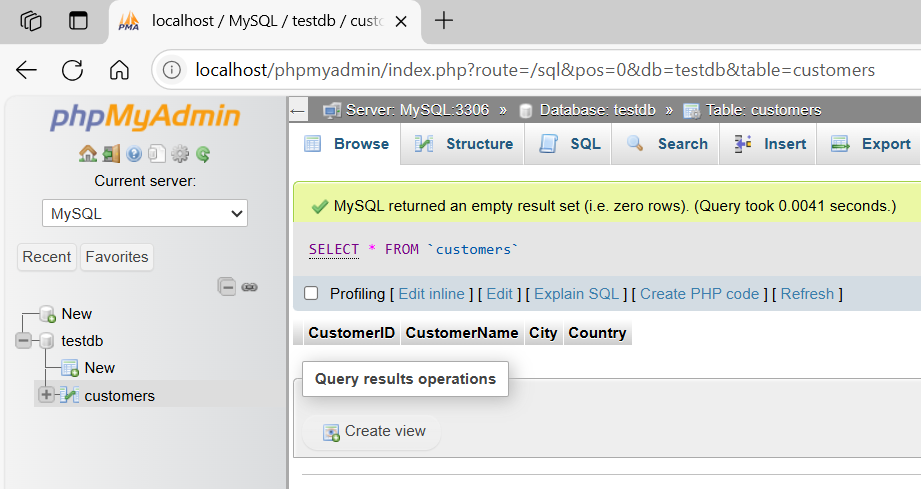 localhost / MySQL / testdb / custo
localhost/phpmyadmin/index.php?route=/sql&pos=0&db=testdb&table=customers
phpMyAdmin
Current server:
MySQL
Recent Favorites
New
testdb
New
customers
Server: MySQL:3306 » Database: testdb » Table: customers
Browse Structure SQL Search Insert Export
MySQL returned an empty result set (i.e. zero rows). (Query took 0.0041 seconds.)
SELECT * FROM `customers`
Profiling [ Edit inline ] [ Edit ] [ Explain SQL ] [ Create PHP code ] [ Refresh ]
CustomerID CustomerName City Country
Query results operations
Create view